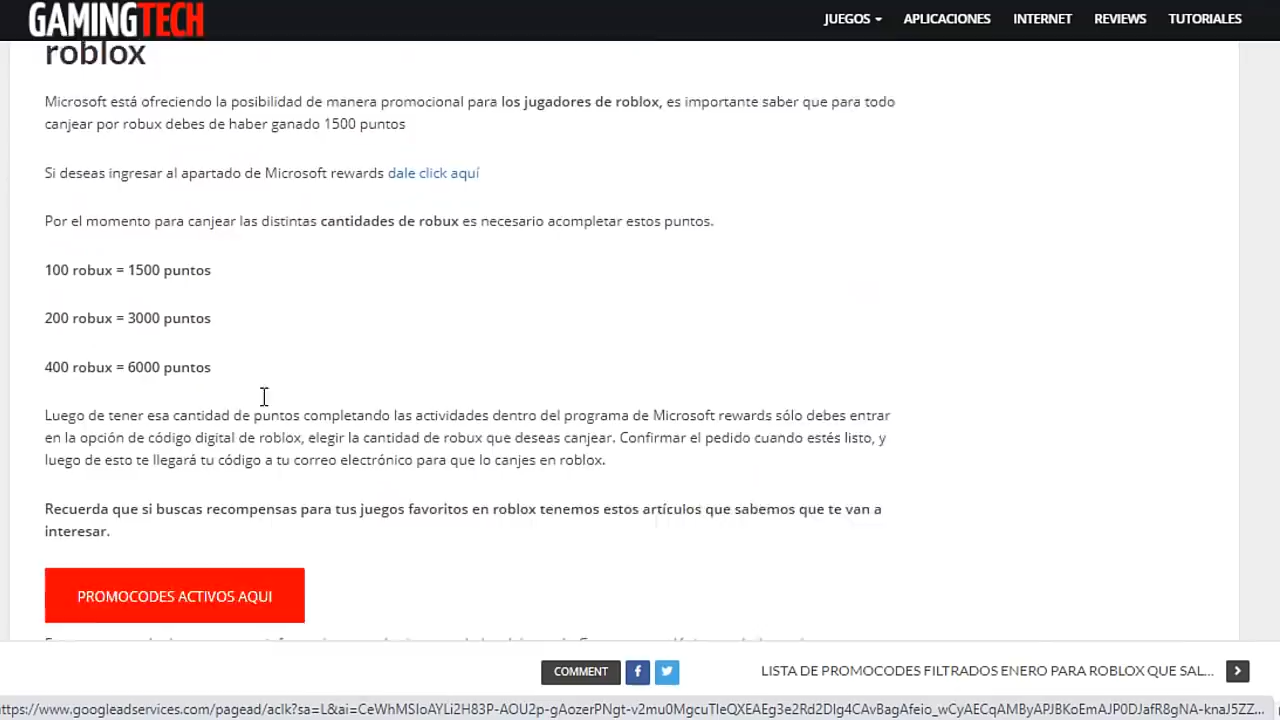 GAMINGTECH
JUEGOS
APLICACIONES
INTERNET
REVIEWS
TUTORIALES
roblox
Microsoft está ofreciendo la posibilidad de manera promocional para los jugadores de roblox, es importante saber que para todo
canjear por robux debes de haber ganado 1500 puntos
Si deseas ingresar al apartado de Microsoft rewards dale click aquí
Por el momento para canjear las distintas cantidades de robux es necesario acompletar estos puntos.
100 robux = 1500 puntos
200 robux = 3000 puntos
400 robux = 6000 puntos
Luego de tener esa cantidad de puntos completando las actividades dentro del programa de Microsoft rewards sólo debes entrar
en la opción de código digital de roblox, elegir la cantidad de robux que deseas canjear. Confirmar el pedido cuando estés listo, y
luego de esto te llegará tu código a tu correo electrónico para que lo canjes en roblox.
Recuerda que si buscas recompensas para tus juegos favoritos en roblox tenemos estos artículos que sabemos que te van a
interesar.
PROMOCODES ACTIVOS AQUI
COMMENT
LISTA DE PROMOCODES FILTRADOS ENERO PARA ROBLOX QUE SAL...